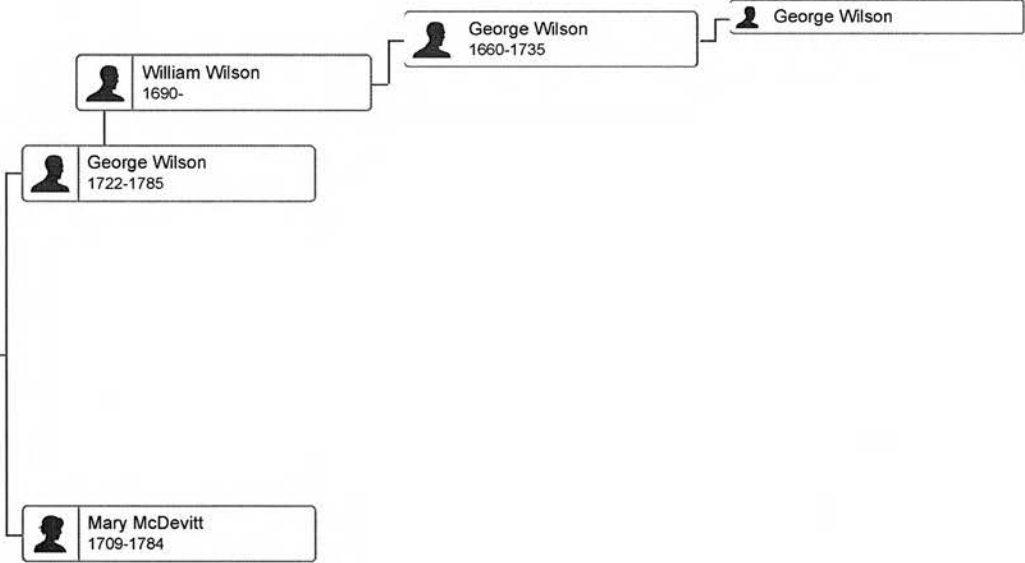 George Wilson
George Wilson
1660-1735
William Wilson
1690-
George Wilson
1722-1785
Mary McDevitt
1709-1784